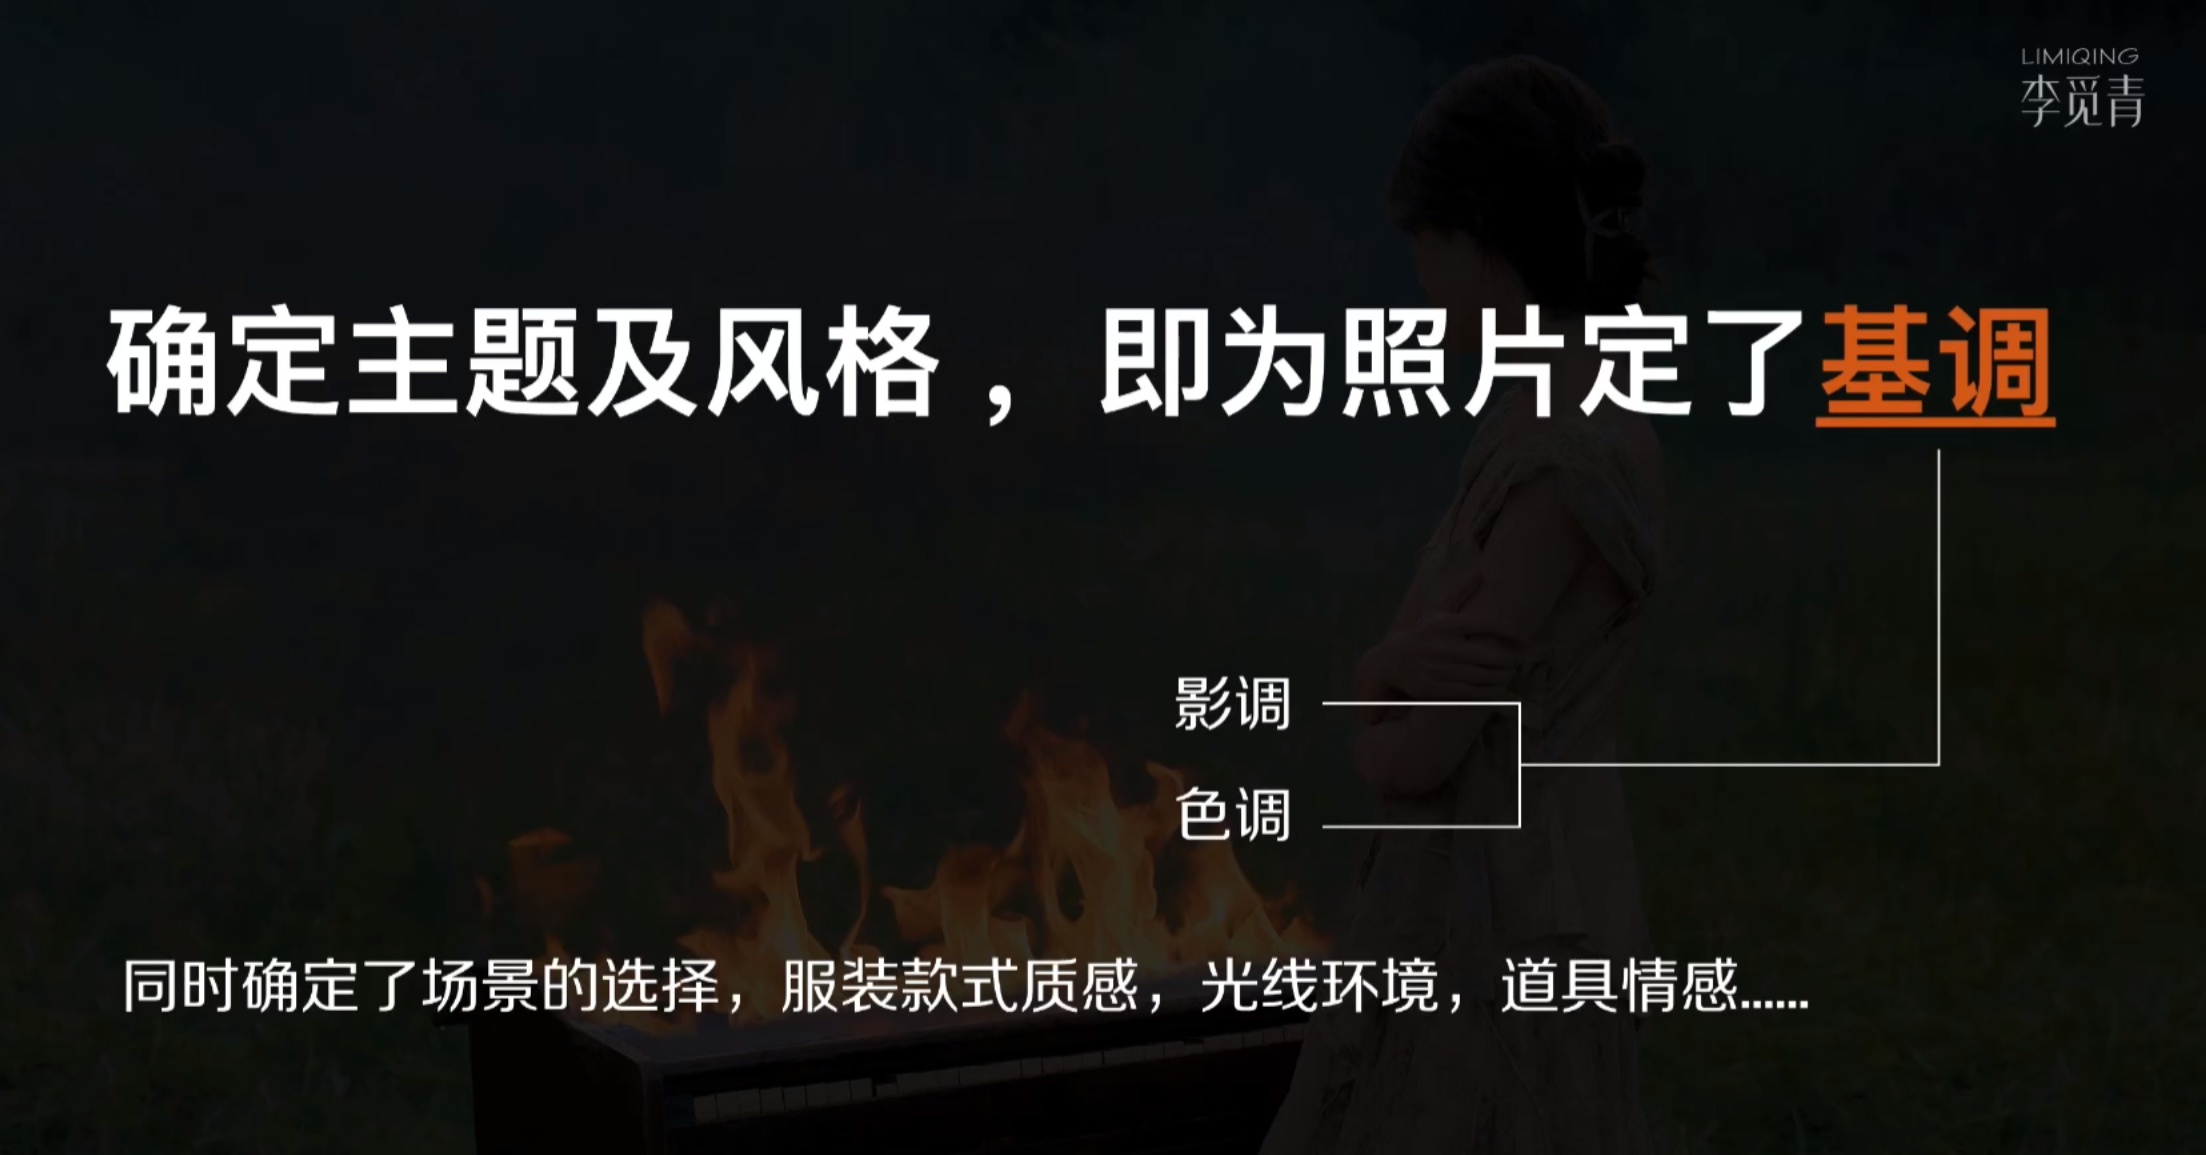 LIMIQING
李觅青
确定主题及风格，即为照片定了基调
影调
色调
同时确定了场景的选择，服装款式质感，光线环境，道具情感......